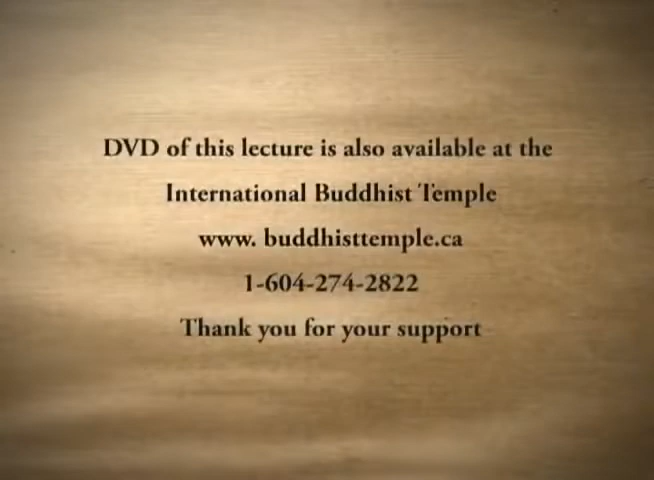 DVD of this lecture is also available at the
International Buddhist Temple
www. buddhisttemple.ca
1-604-274-2822
Thank you for your support